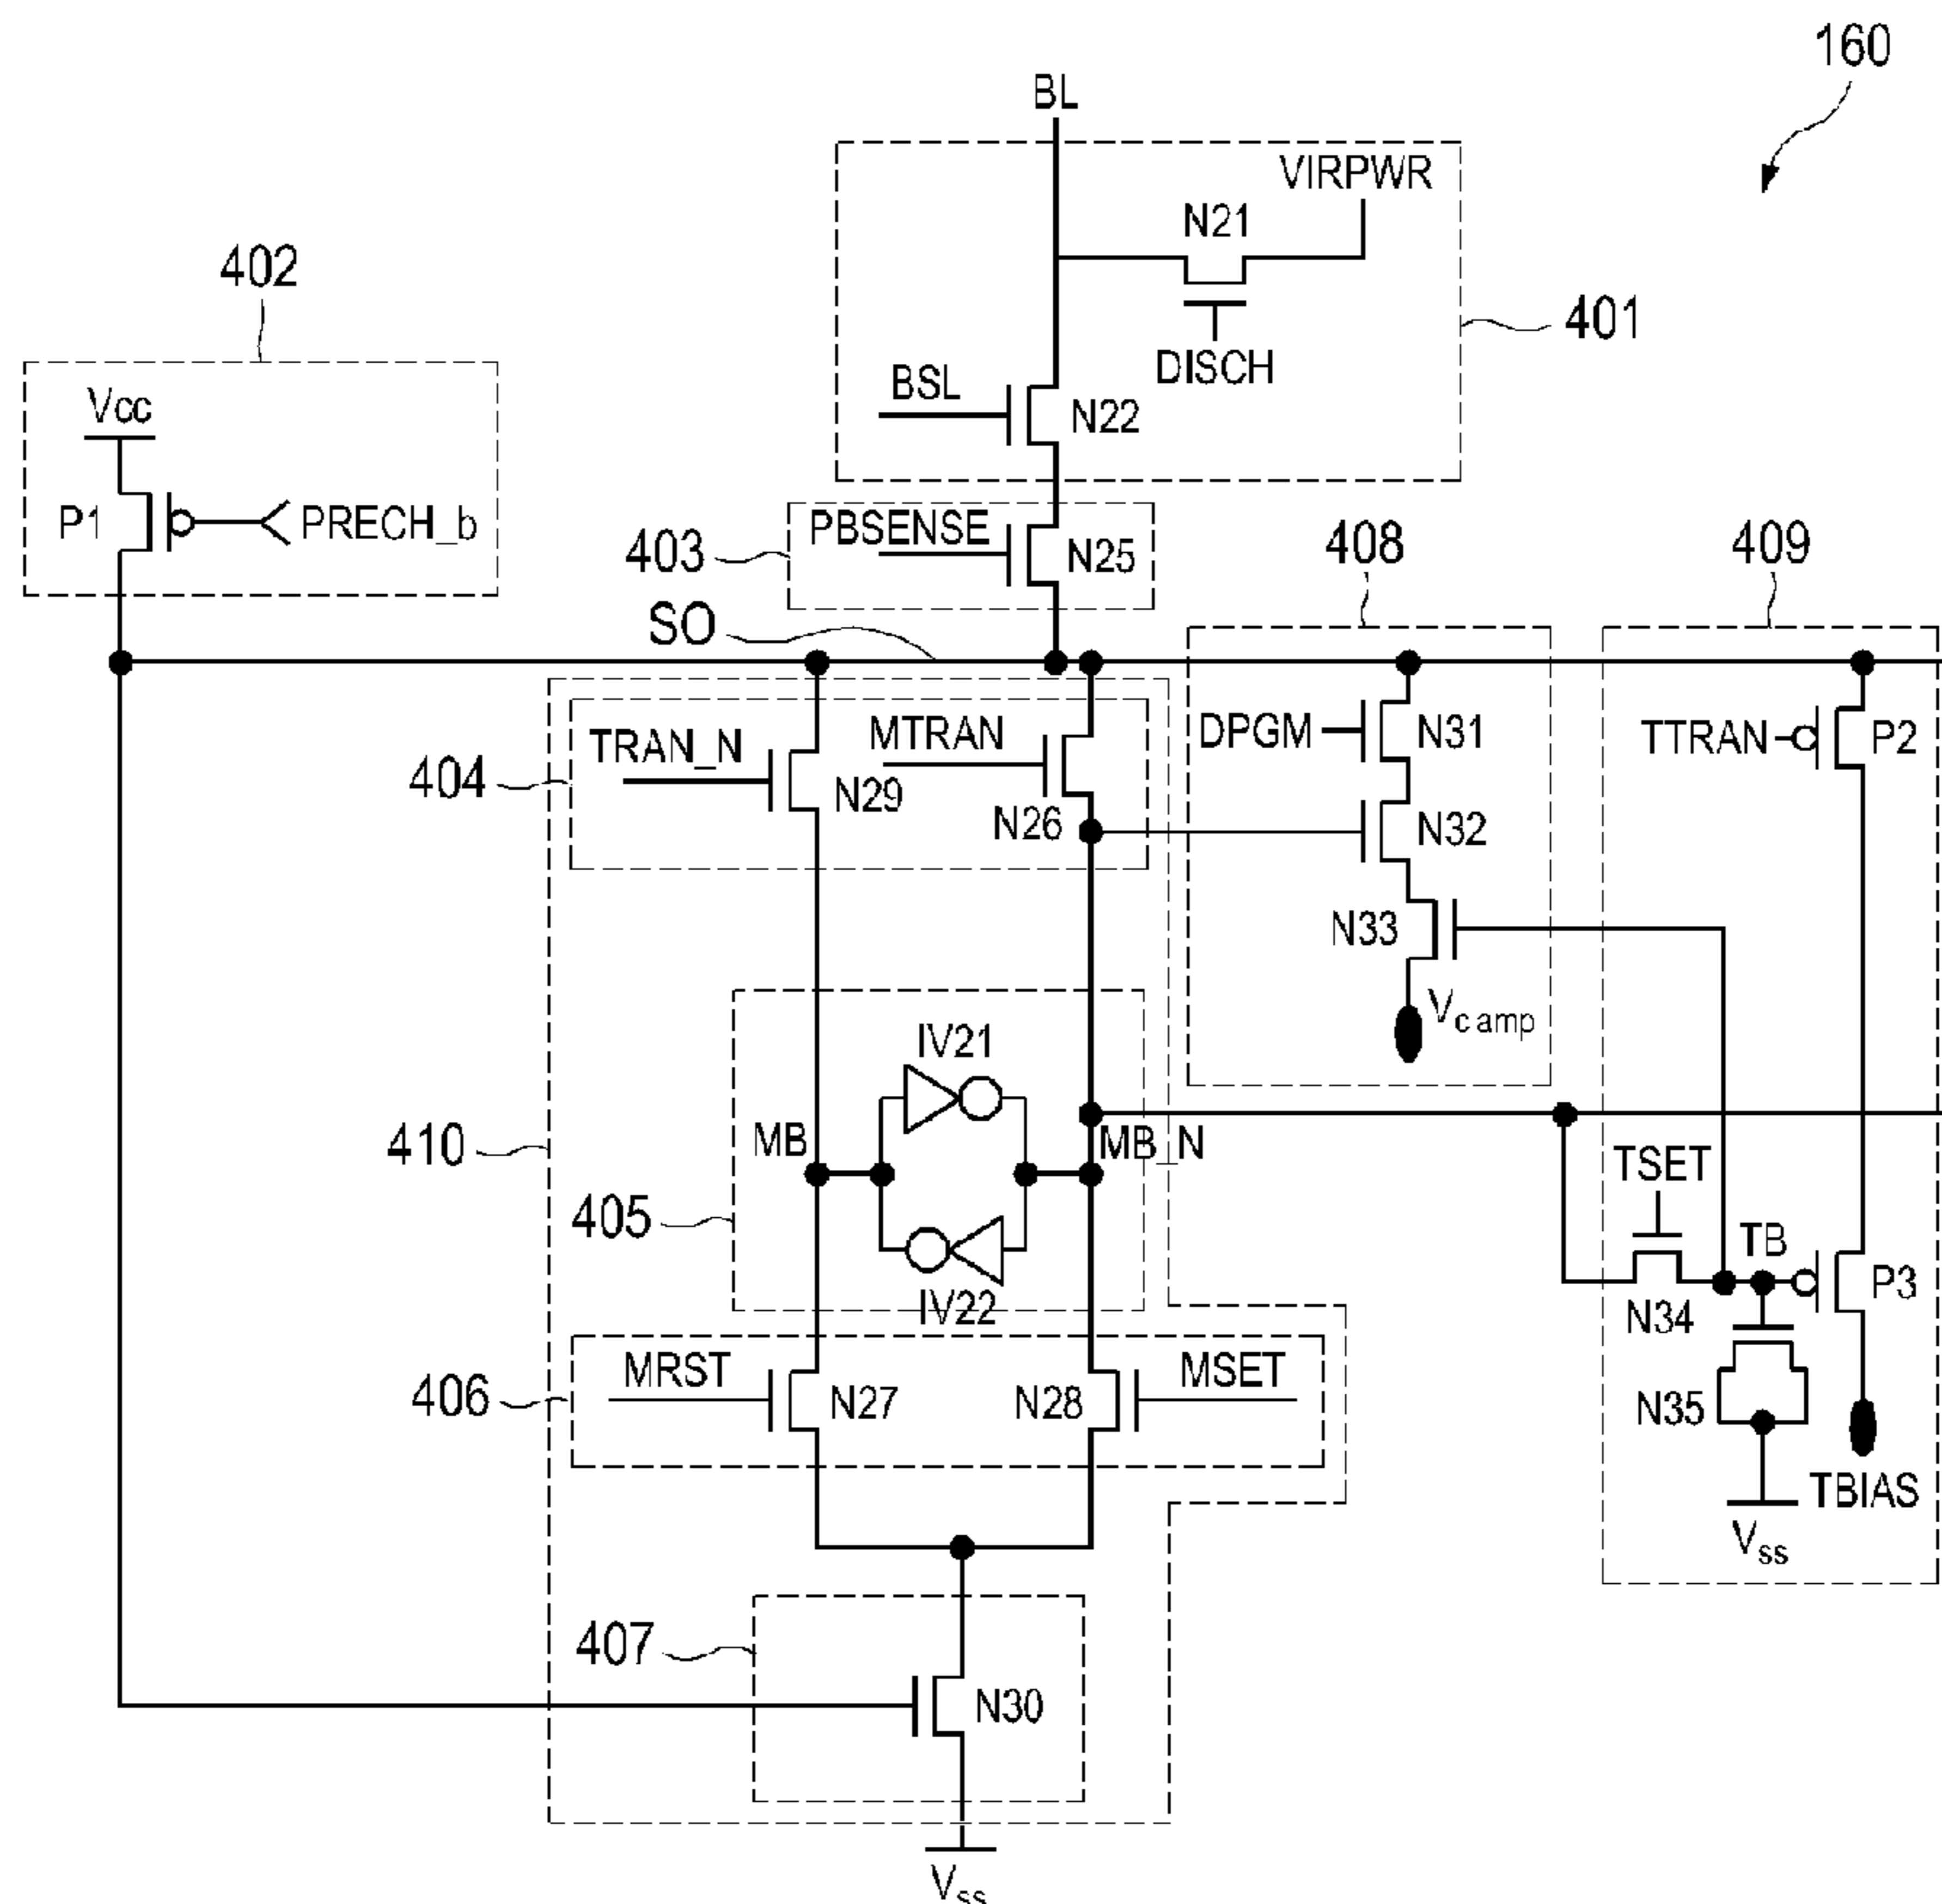 160
BL
VIRPWR
N21
402
401
DISCH
BSL
Vcc
N22
P1
PRECH_b
PBSENSE
403
N25
408
409
SO
TRAN_N
MTRAN
DPGM
N31
TTRAN
P2
404
N29
N26
N32
N33
Vc amp
IV21
410
MB
MB_N
TSET
405
TB
IV22
N34
P3
MRST
MSET
406
N27
N28
N35
TBIAS
Vss
407
N30
Vss